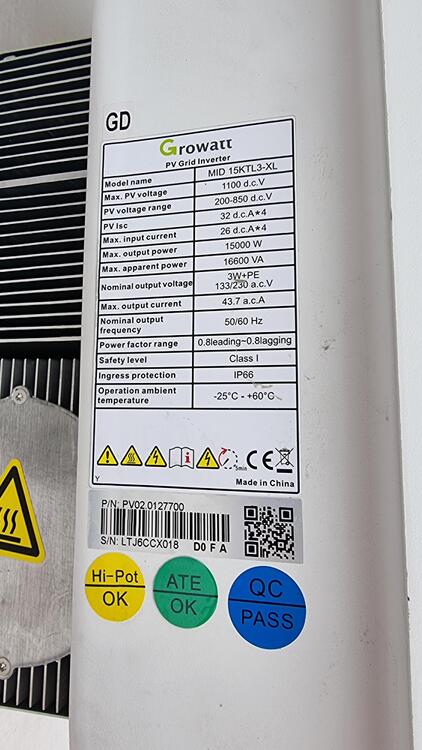 GD
Growatt
PV Grid Inverter
Model name MID 15KTL3-XL
Max. PV voltage 1100 d.c.V
PV voltage range 200-850 d.c.V
PV Isc 32 d.c.A*4
Max. input current 26 d.c.A*4
Max. output power 15000 W
Max. apparent power 16600 VA
Nominal output voltage 3W+PE
133/230 a.c.V
Max. output current 43.7 a.c.A
Nominal output
frequency 50/60 Hz
Power factor range 0.8leading~0.8lagging
Safety level Class I
Ingress protection IP66
Operation ambient
temperature -25°C - +60°C
5min
CE
Y Made in China
P/N: PV02.0127700
S/N: LTJ6CCX018 D0 F A
Hi-Pot
OK
ATE
OK
QC
PASS